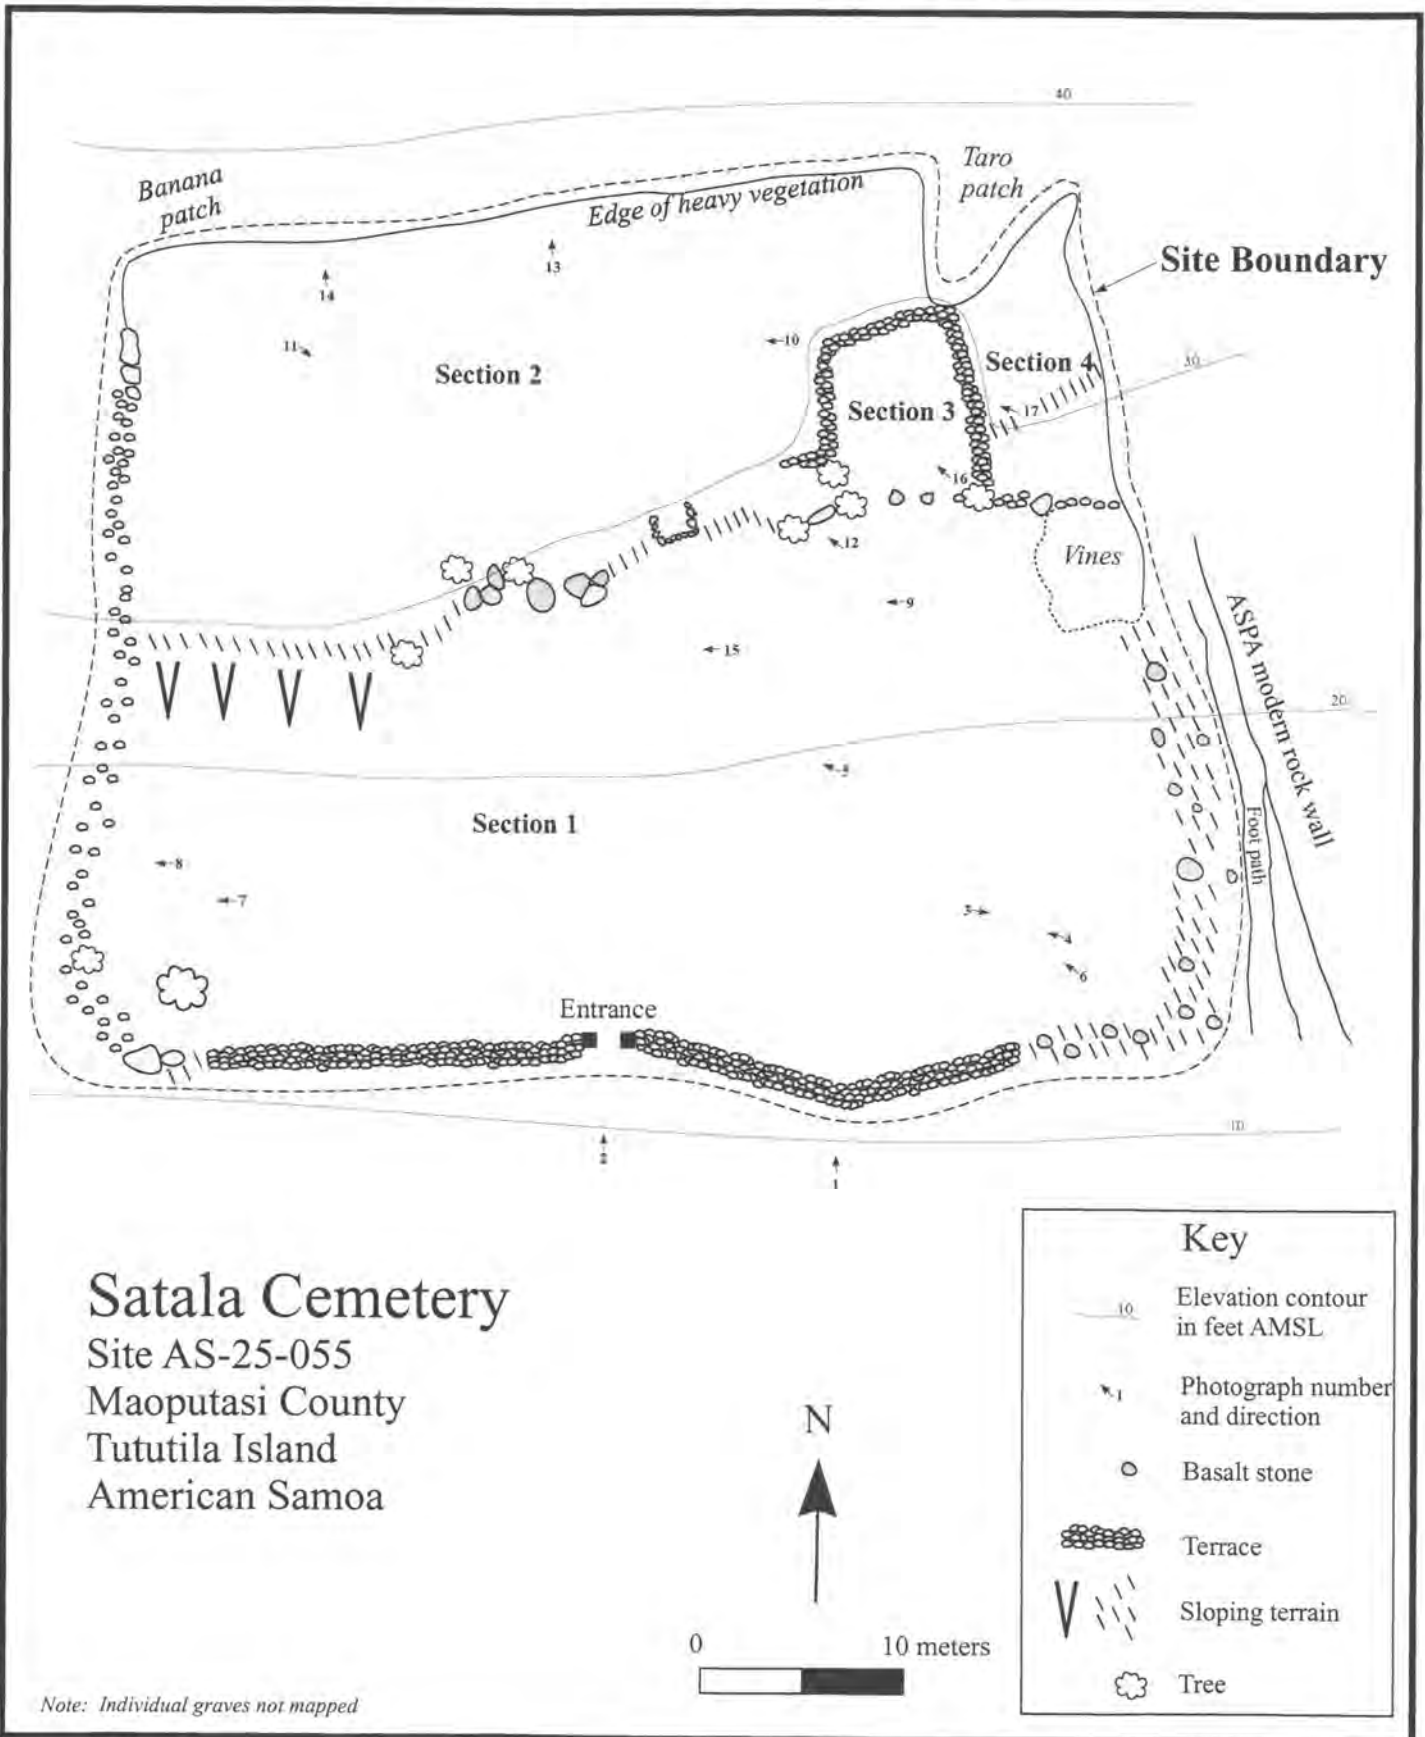 40
Banana
patch
Edge of heavy vegetation
Taro
patch
Site Boundary
13
14
11
10
Section 2
Section 4
30
Section 3
17
16
12
Vines
9
15
ASPA modern rock wall
20
Section 1
8
7
Foot path
3
4
6
Entrance
10
2
1
Satala Cemetery
Site AS-25-055
Maoputasi County
Tututila Island
American Samoa
N
0 10 meters
Note: Individual graves not mapped
Key
10
Elevation contour
in feet AMSL
1
Photograph number
and direction
Basalt stone
Terrace
Sloping terrain
Tree